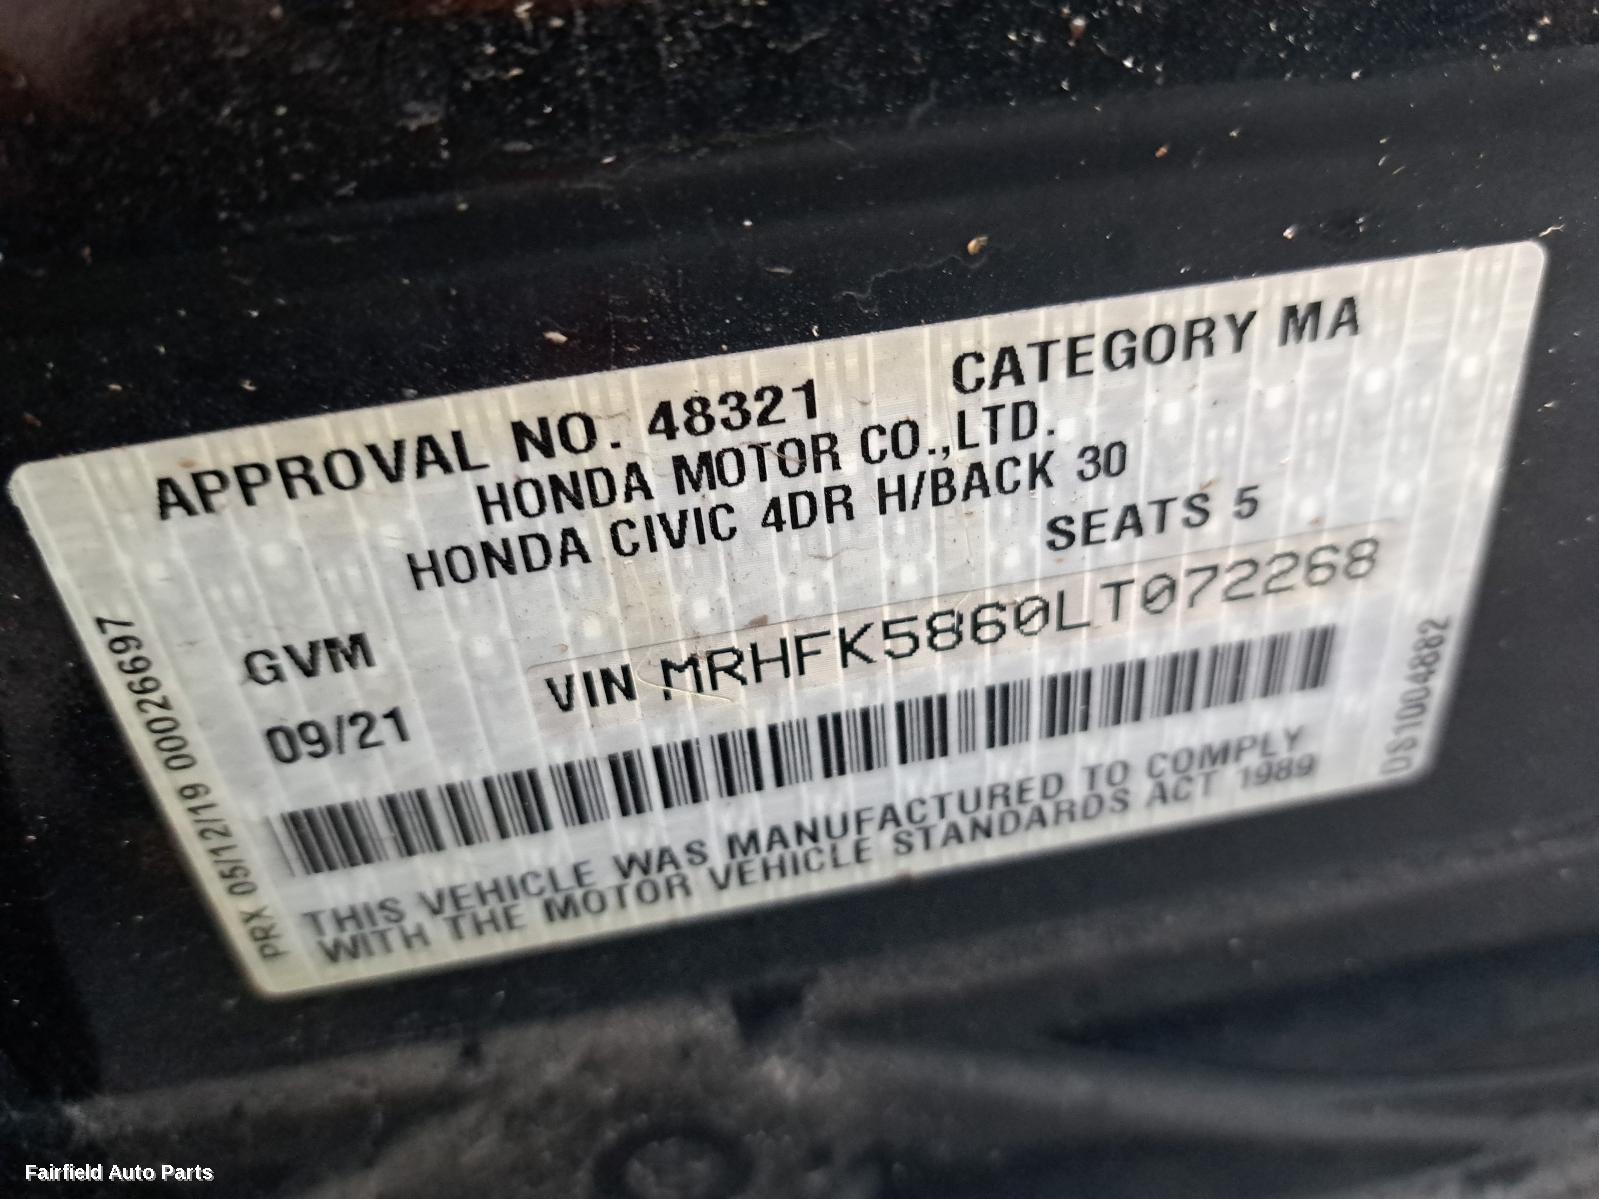 APPROVAL NO. 48321 CATEGORY MA
HONDA MOTOR CO.,LTD.
HONDA CIVIC 4DR H/BACK 30
SEATS 5
GVM
VIN MRHFK5860LT072268
09/21
THIS VEHICLE WAS MANUFACTURED TO COMPLY
WITH THE MOTOR VEHICLE STANDARDS ACT 1989
PRX 05/12/19 000026697
DS1004882
Fairfield Auto Parts